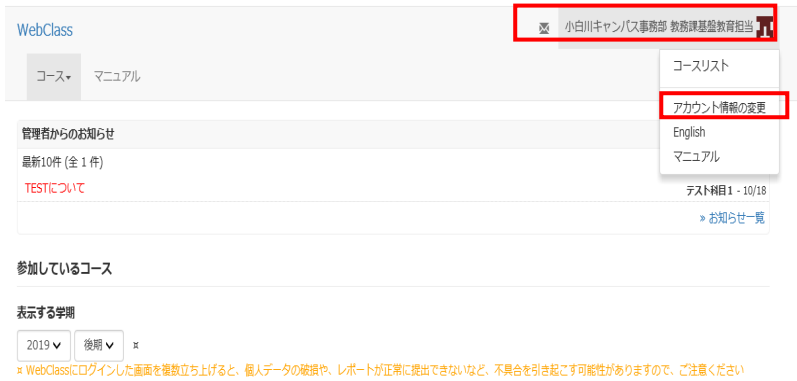 WebClass
小白川キャンパス事務部 教務課基盤教育担当
コース マニュアル
コースリスト
アカウント情報の変更
English
マニュアル
管理者からのお知らせ
最新10件 (全 1 件)
TESTについて
テスト科目1 - 10/18
» お知らせ一覧
参加しているコース
表示する学期
2019 後期 ¤
¤ WebClassにログインした画面を複数立ち上げると、個人データの破損や、レポートが正常に提出できないなど、不具合を引き起こす可能性がありますので、ご注意ください